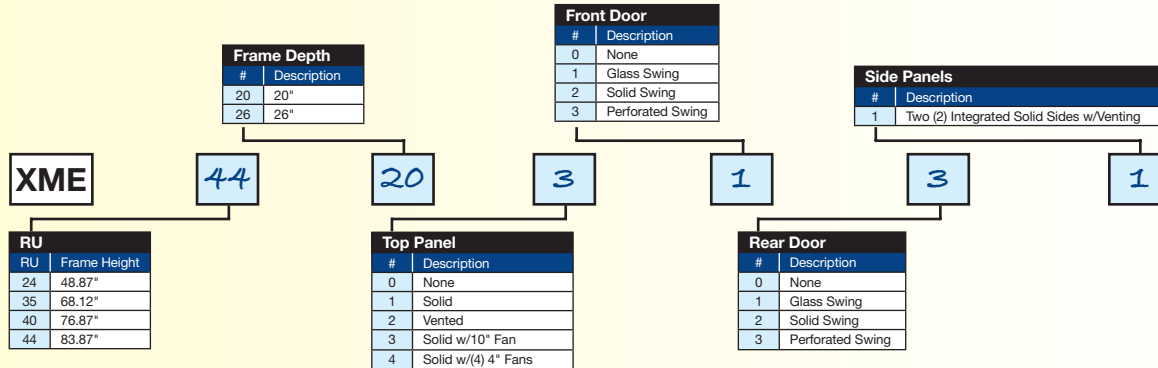 Front Door
# Description
0 None
1 Glass Swing
2 Solid Swing
3 Perforated Swing
Frame Depth
# Description
20 20"
26 26"
Side Panels
# Description
1 Two (2) Integrated Solid Sides w/Venting
XME 44 20 3 1 3 1
RU
RU Frame Height
24 48.87"
35 68.12"
40 76.87"
44 83.87"
Top Panel
# Description
0 None
1 Solid
2 Vented
3 Solid w/10" Fan
4 Solid w/(4) 4" Fans
Rear Door
# Description
0 None
1 Glass Swing
2 Solid Swing
3 Perforated Swing